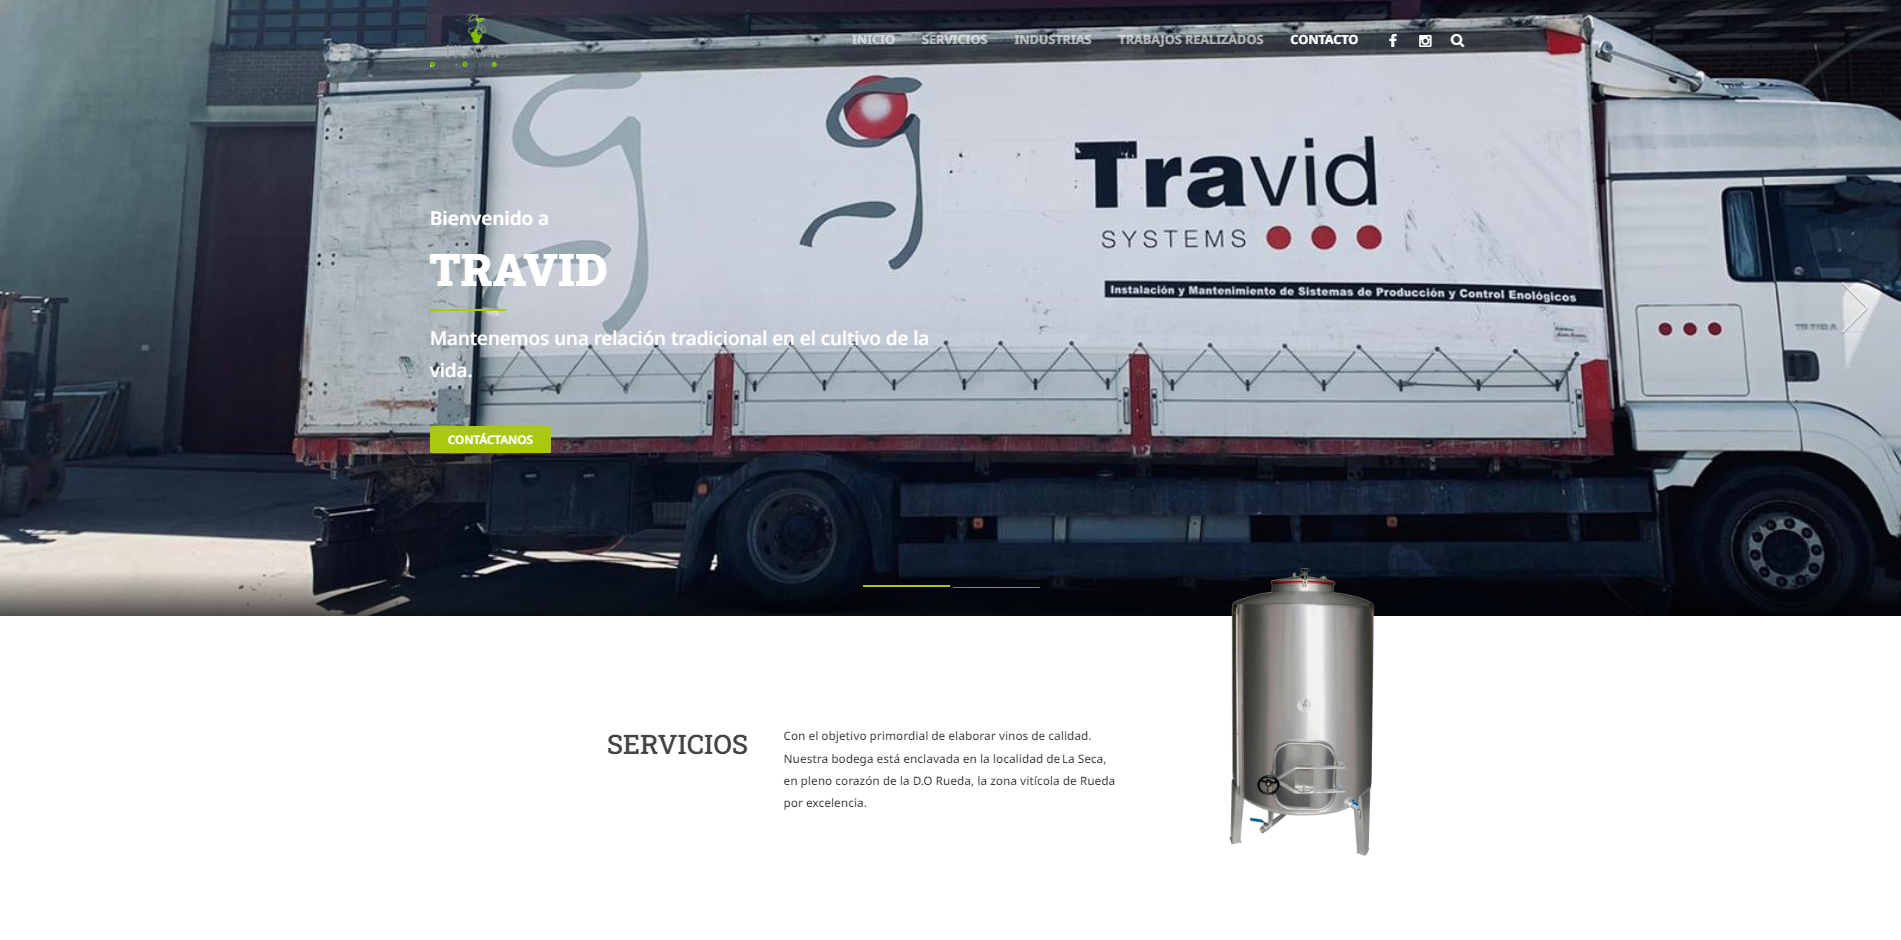 INICIO SERVICIOS INDUSTRIAS TRABAJOS REALIZADOS CONTACTO
Travid
SYSTEMS
Instalación y Mantenimiento de Sistemas de Producción y Control Enológicos
Bienvenido a
TRAVID
Mantenemos una relación tradicional en el cultivo de la
vida.
CONTÁCTANOS
SERVICIOS
Con el objetivo primordial de elaborar vinos de calidad.
Nuestra bodega está enclavada en la localidad de La Seca,
en pleno corazón de la D.O Rueda, la zona vitícola de Rueda
por excelencia.